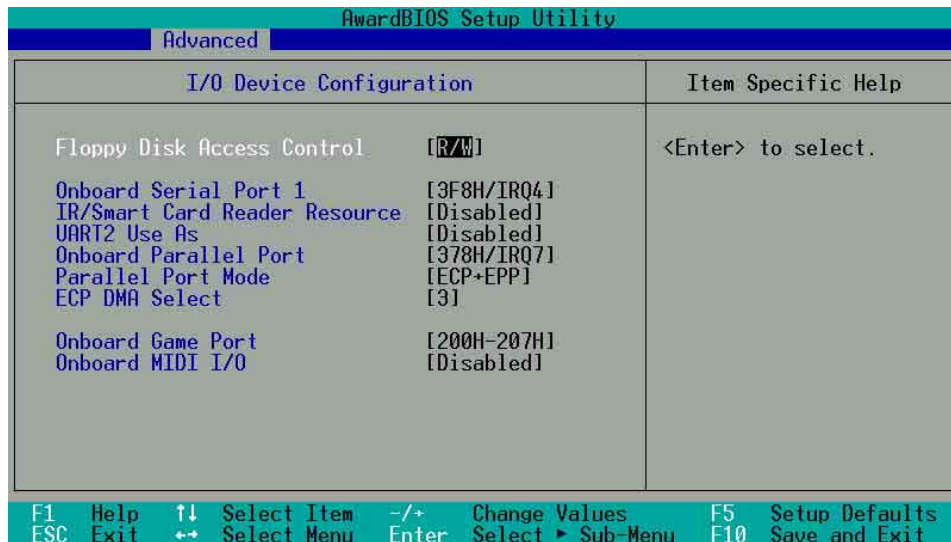 AwardBIOS Setup Utility
Advanced
I/O Device Configuration
Item Specific Help
Floppy Disk Access Control [R/W]
<Enter> to select.
Onboard Serial Port 1 [3F8H/IRQ4]
IR/Smart Card Reader Resource [Disabled]
UART2 Use As [Disabled]
Onboard Parallel Port [378H/IRQ7]
Parallel Port Mode [ECP+EPP]
ECP DMA Select [3]
Onboard Game Port [200H-207H]
Onboard MIDI I/O [Disabled]
F1 Help ↑↓ Select Item -/+ Change Values F5 Setup Defaults
ESC Exit ←→ Select Menu Enter Select ► Sub-Menu F10 Save and Exit